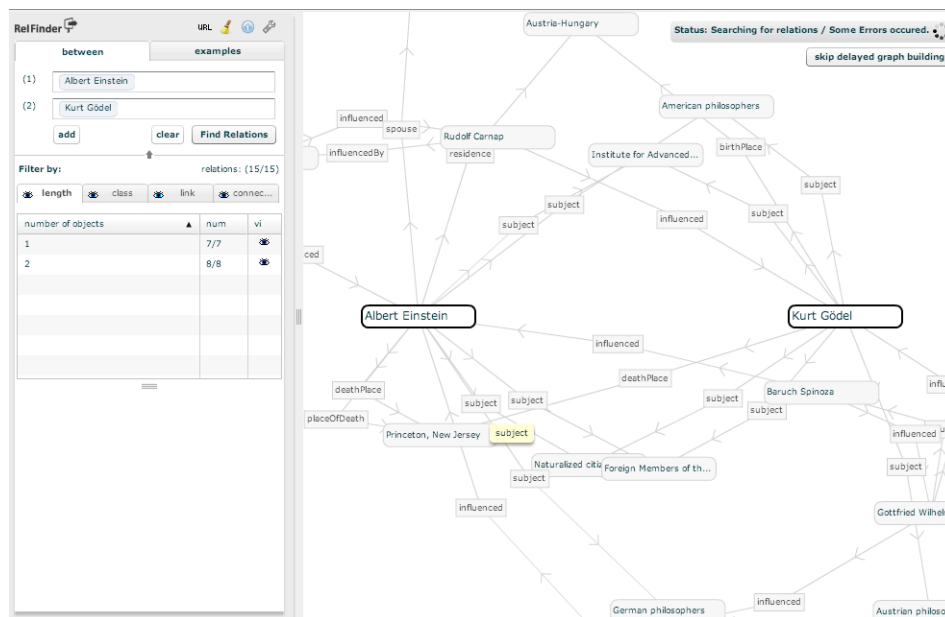 RelFinder
URL
between
examples
(1) Albert Einstein
(2) Kurt Gödel
add
clear
Find Relations
Filter by:
relations: (15/15)
length
class
link
connec...
number of objects
num
vi
1 7/7
2 8/8
Status: Searching for relations / Some Errors occured.
skip delayed graph building
Austria-Hungary
American philosophers
influenced
spouse
Rudolf Carnap
influencedBy
residence
Institute for Advanced...
birthPlace
subject
subject
subject
influenced
subject
ced
Albert Einstein
Kurt Gödel
influenced
deathPlace
deathPlace
Baruch Spinoza
subject
subject
subject
subject
placeOfDeath
Princeton, New Jersey
subject
influenced
Foreign Members of th...
subject
subject
influenced
Gottfried Wilhelm
German philosophers
influenced
Austrian philoso